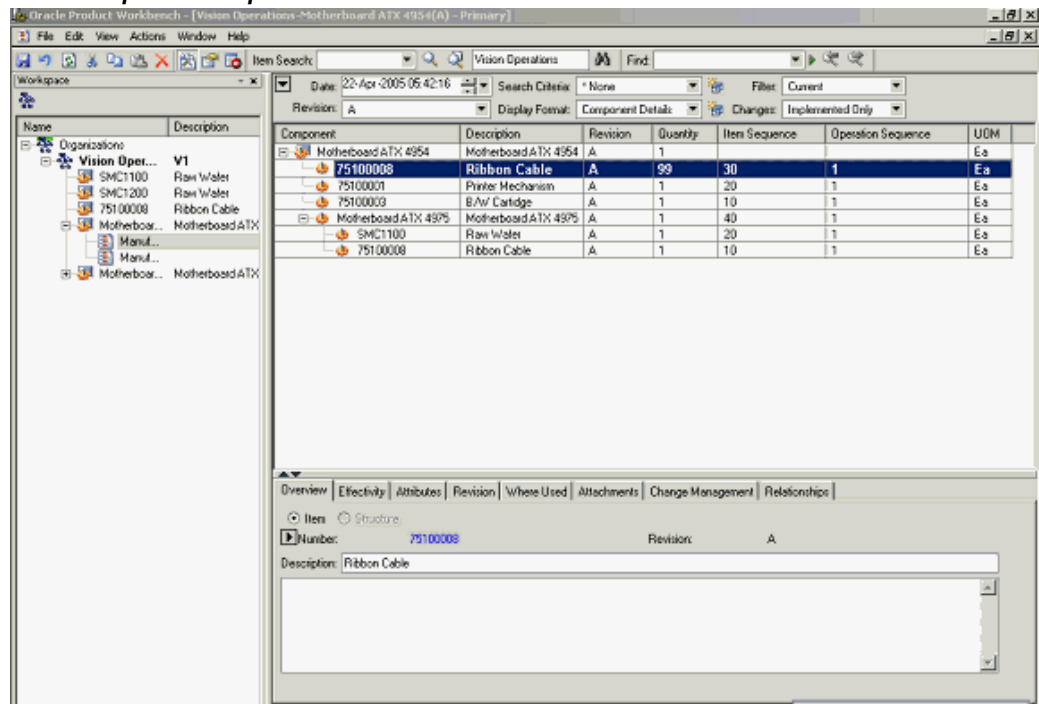 Oracle Product Workbench - [Vision Operations-Motherboard ATX 4954(A) - Primary]
File Edit View Actions Window Help
Item Search: Vision Operations Find:
Workspace
Date: 22-Apr-2005 05:42:16 Search Criteria: * None Filter: Current
Revision: A Display Format: Component Details Changes: Implemented Only
Name Description
Organizations
Vision Oper... V1
SMC1100 Raw Wafer
SMC1200 Raw Wafer
75100008 Ribbon Cable
Motherboar... Motherboard ATX
Manuf...
Manuf...
Motherboar... Motherboard ATX
Component Description Revision Quantity Item Sequence Operation Sequence UOM
Motherboard ATX 4954 Motherboard ATX 4954 A 1 Ea
75100008 Ribbon Cable A 99 30 1 Ea
75100001 Printer Mechanism A 1 20 1 Ea
75100003 B/W Cartidge A 1 10 1 Ea
Motherboard ATX 4975 Motherboard ATX 4975 A 1 40 1 Ea
SMC1100 Raw Wafer A 1 20 1 Ea
75100008 Ribbon Cable A 1 10 1 Ea
Overview Effectivity Attributes Revision Where Used Attachments Change Management Relationships
Item Structure
Number: 75100008 Revision: A
Description: Ribbon Cable